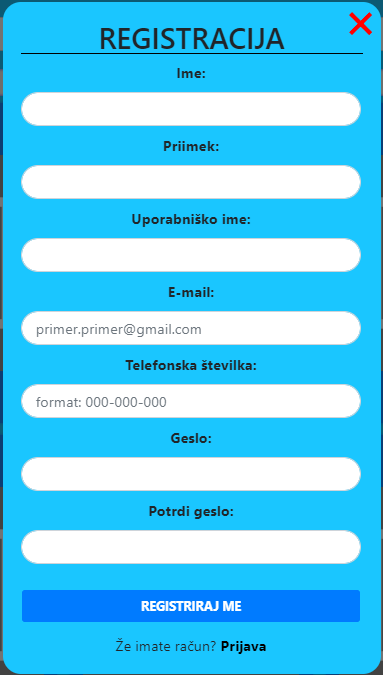 REGISTRACIJA
Ime:
Priimek:
Uporabniško ime:
E-mail:
primer.primer@gmail.com
Telefonska številka:
format: 000-000-000
Geslo:
Potrdi geslo:
REGISTRIRAJ ME
Že imate račun? Prijava